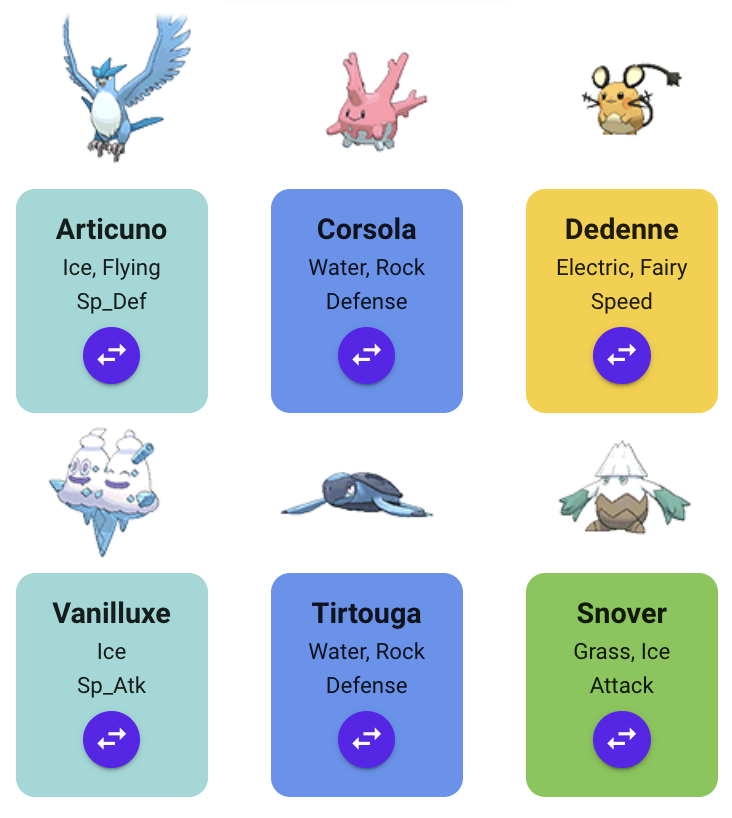 Articuno
Ice, Flying
Sp_Def
Corsola
Water, Rock
Defense
Dedenne
Electric, Fairy
Speed
Vanilluxe
Ice
Sp_Atk
Tirtouga
Water, Rock
Defense
Snover
Grass, Ice
Attack